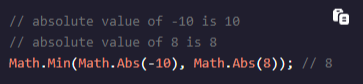 // absolute value of -10 is 10
// absolute value of 8 is 8
Math.Min(Math.Abs(-10), Math.Abs(8)); // 8